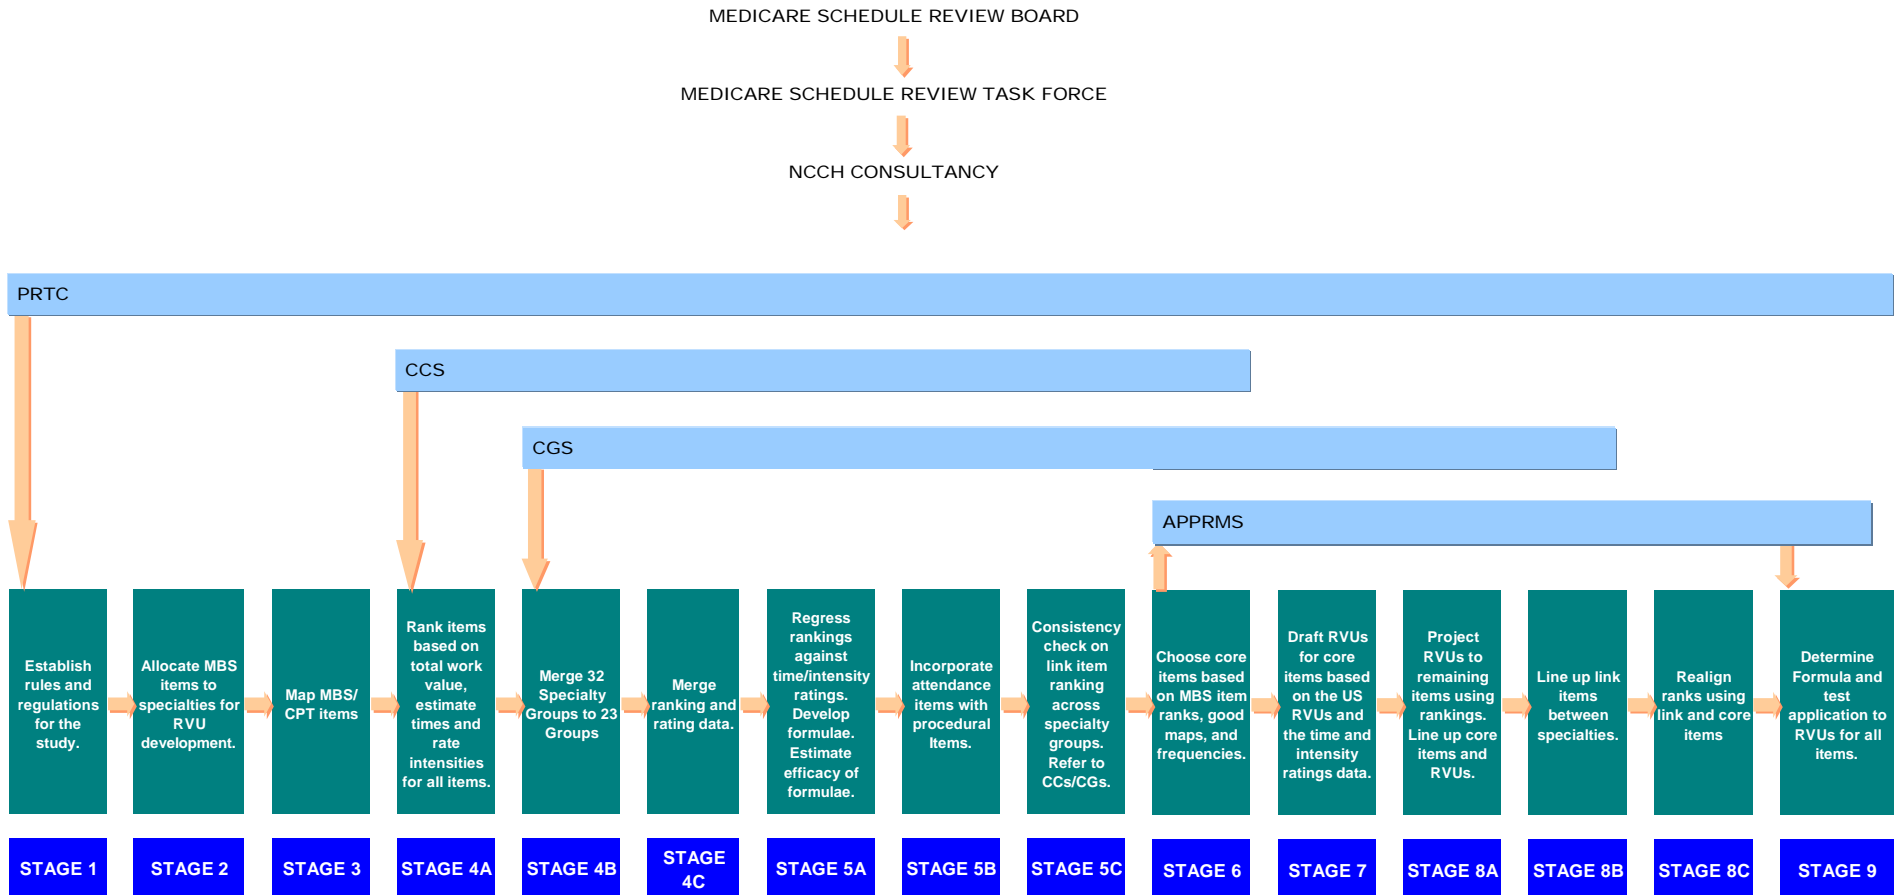 MEDICARE SCHEDULE REVIEW BOARD
MEDICARE SCHEDULE REVIEW TASK FORCE
NCCH CONSULTANCY
PRTC
CCS
CGS
APPRMS
Establish
rules and
regulations
for the
study.
Allocate MBS
items to
specialties for
RVU
development.
Map MBS/
CPT items
Rank items
based on
total work
value,
estimate
times and
rate
intensities
for all items.
Merge 32
Specialty
Groups to 23
Groups
Merge
ranking and
rating data.
Regress
rankings
against
time/intensity
ratings.
Develop
formulae.
Estimate
efficacy of
formulae.
Incorporate
attendance
items with
procedural
Items.
Consistency
check on
link item
ranking
across
specialty
groups.
Refer to
CCs/CGs.
Choose core
items based
on MBS item
ranks, good
maps, and
frequencies.
Draft RVUs
for core
items based
on the US
RVUs and
the time and
intensity
ratings data.
Project
RVUs to
remaining
items using
rankings.
Line up core
items and
RVUs.
Line up link
items
between
specialties.
Realign
ranks using
link and core
items
Determine
Formula and
test
application to
RVUs for all
items.
STAGE 1
STAGE 2
STAGE 3
STAGE 4A
STAGE 4B
STAGE
4C
STAGE 5A
STAGE 5B
STAGE 5C
STAGE 6
STAGE 7
STAGE 8A
STAGE 8B
STAGE 8C
STAGE 9